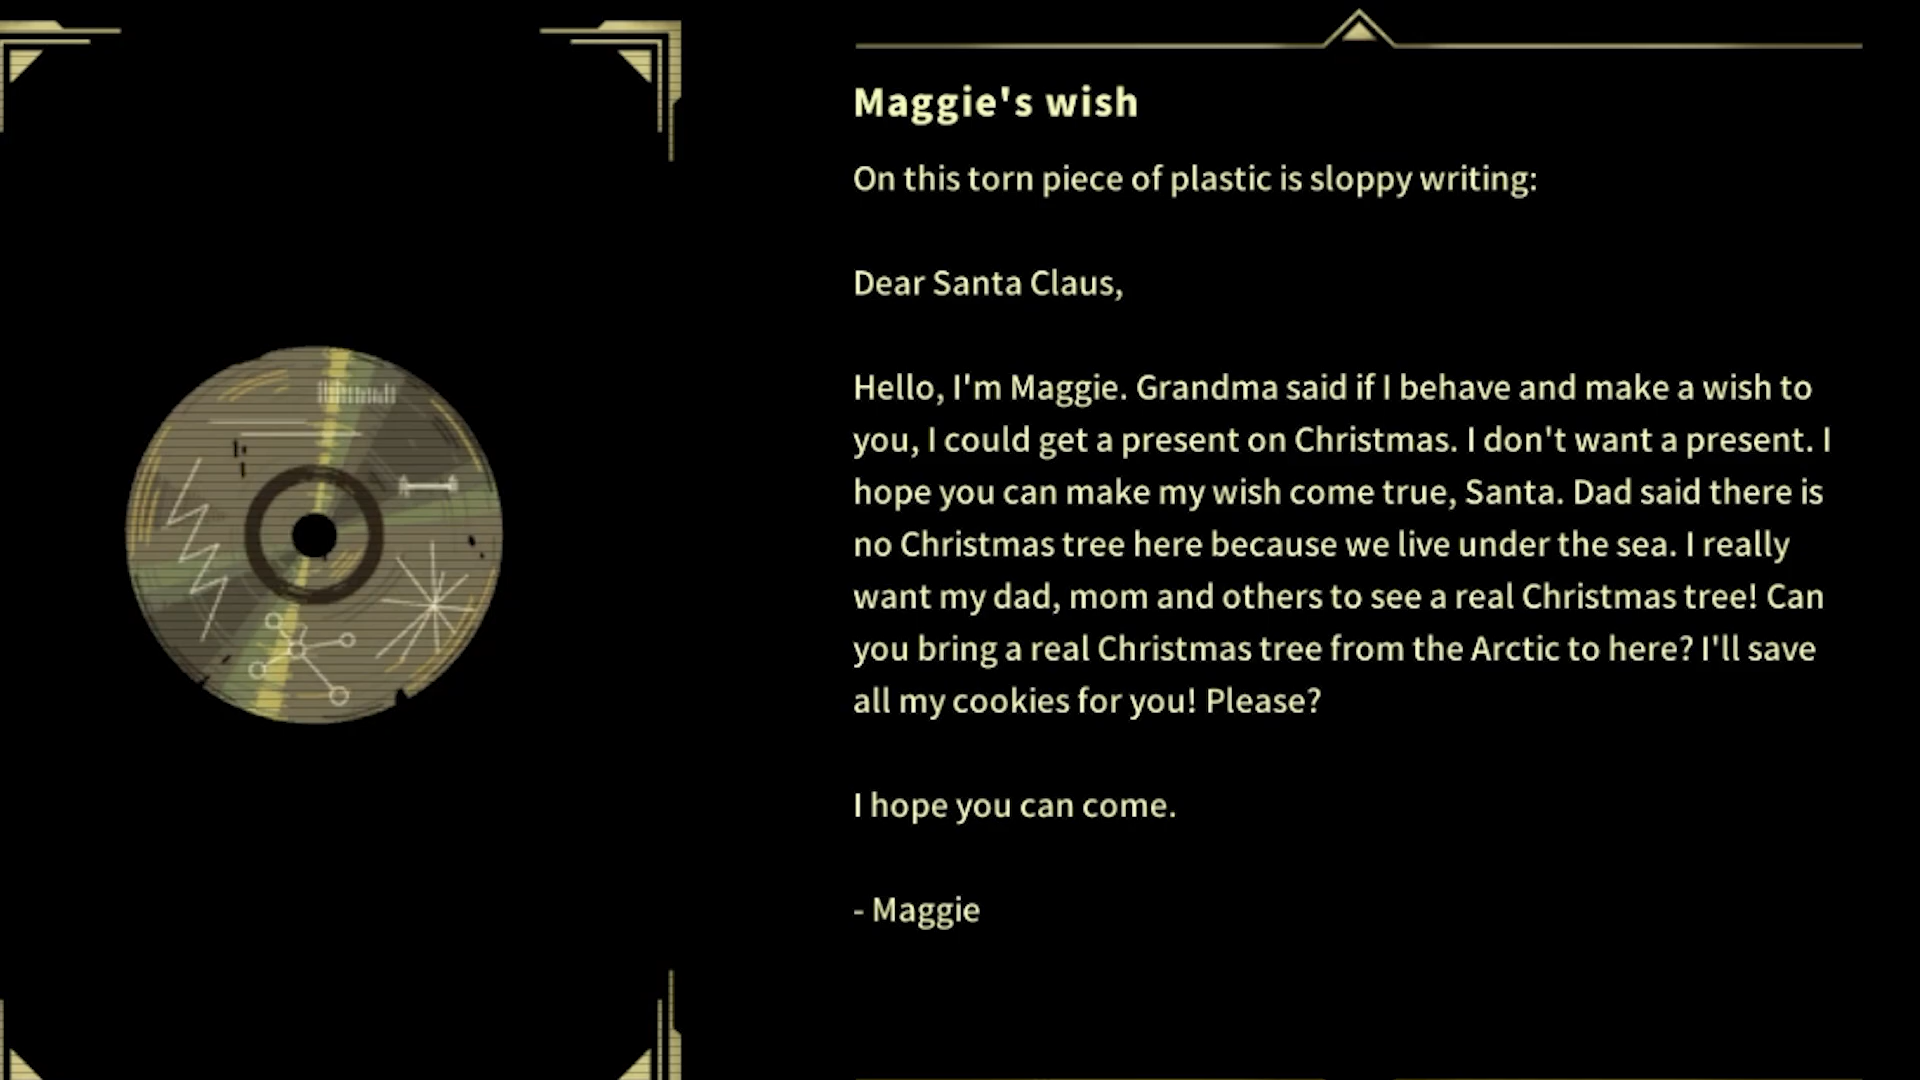 Maggie's wish
On this torn piece of plastic is sloppy writing:
Dear Santa Claus,
Hello, I'm Maggie. Grandma said if I behave and make a wish to
you, I could get a present on Christmas. I don't want a present. I
hope you can make my wish come true, Santa. Dad said there is
no Christmas tree here because we live under the sea. I really
want my dad, mom and others to see a real Christmas tree! Can
you bring a real Christmas tree from the Arctic to here? I'll save
all my cookies for you! Please?
I hope you can come.
- Maggie